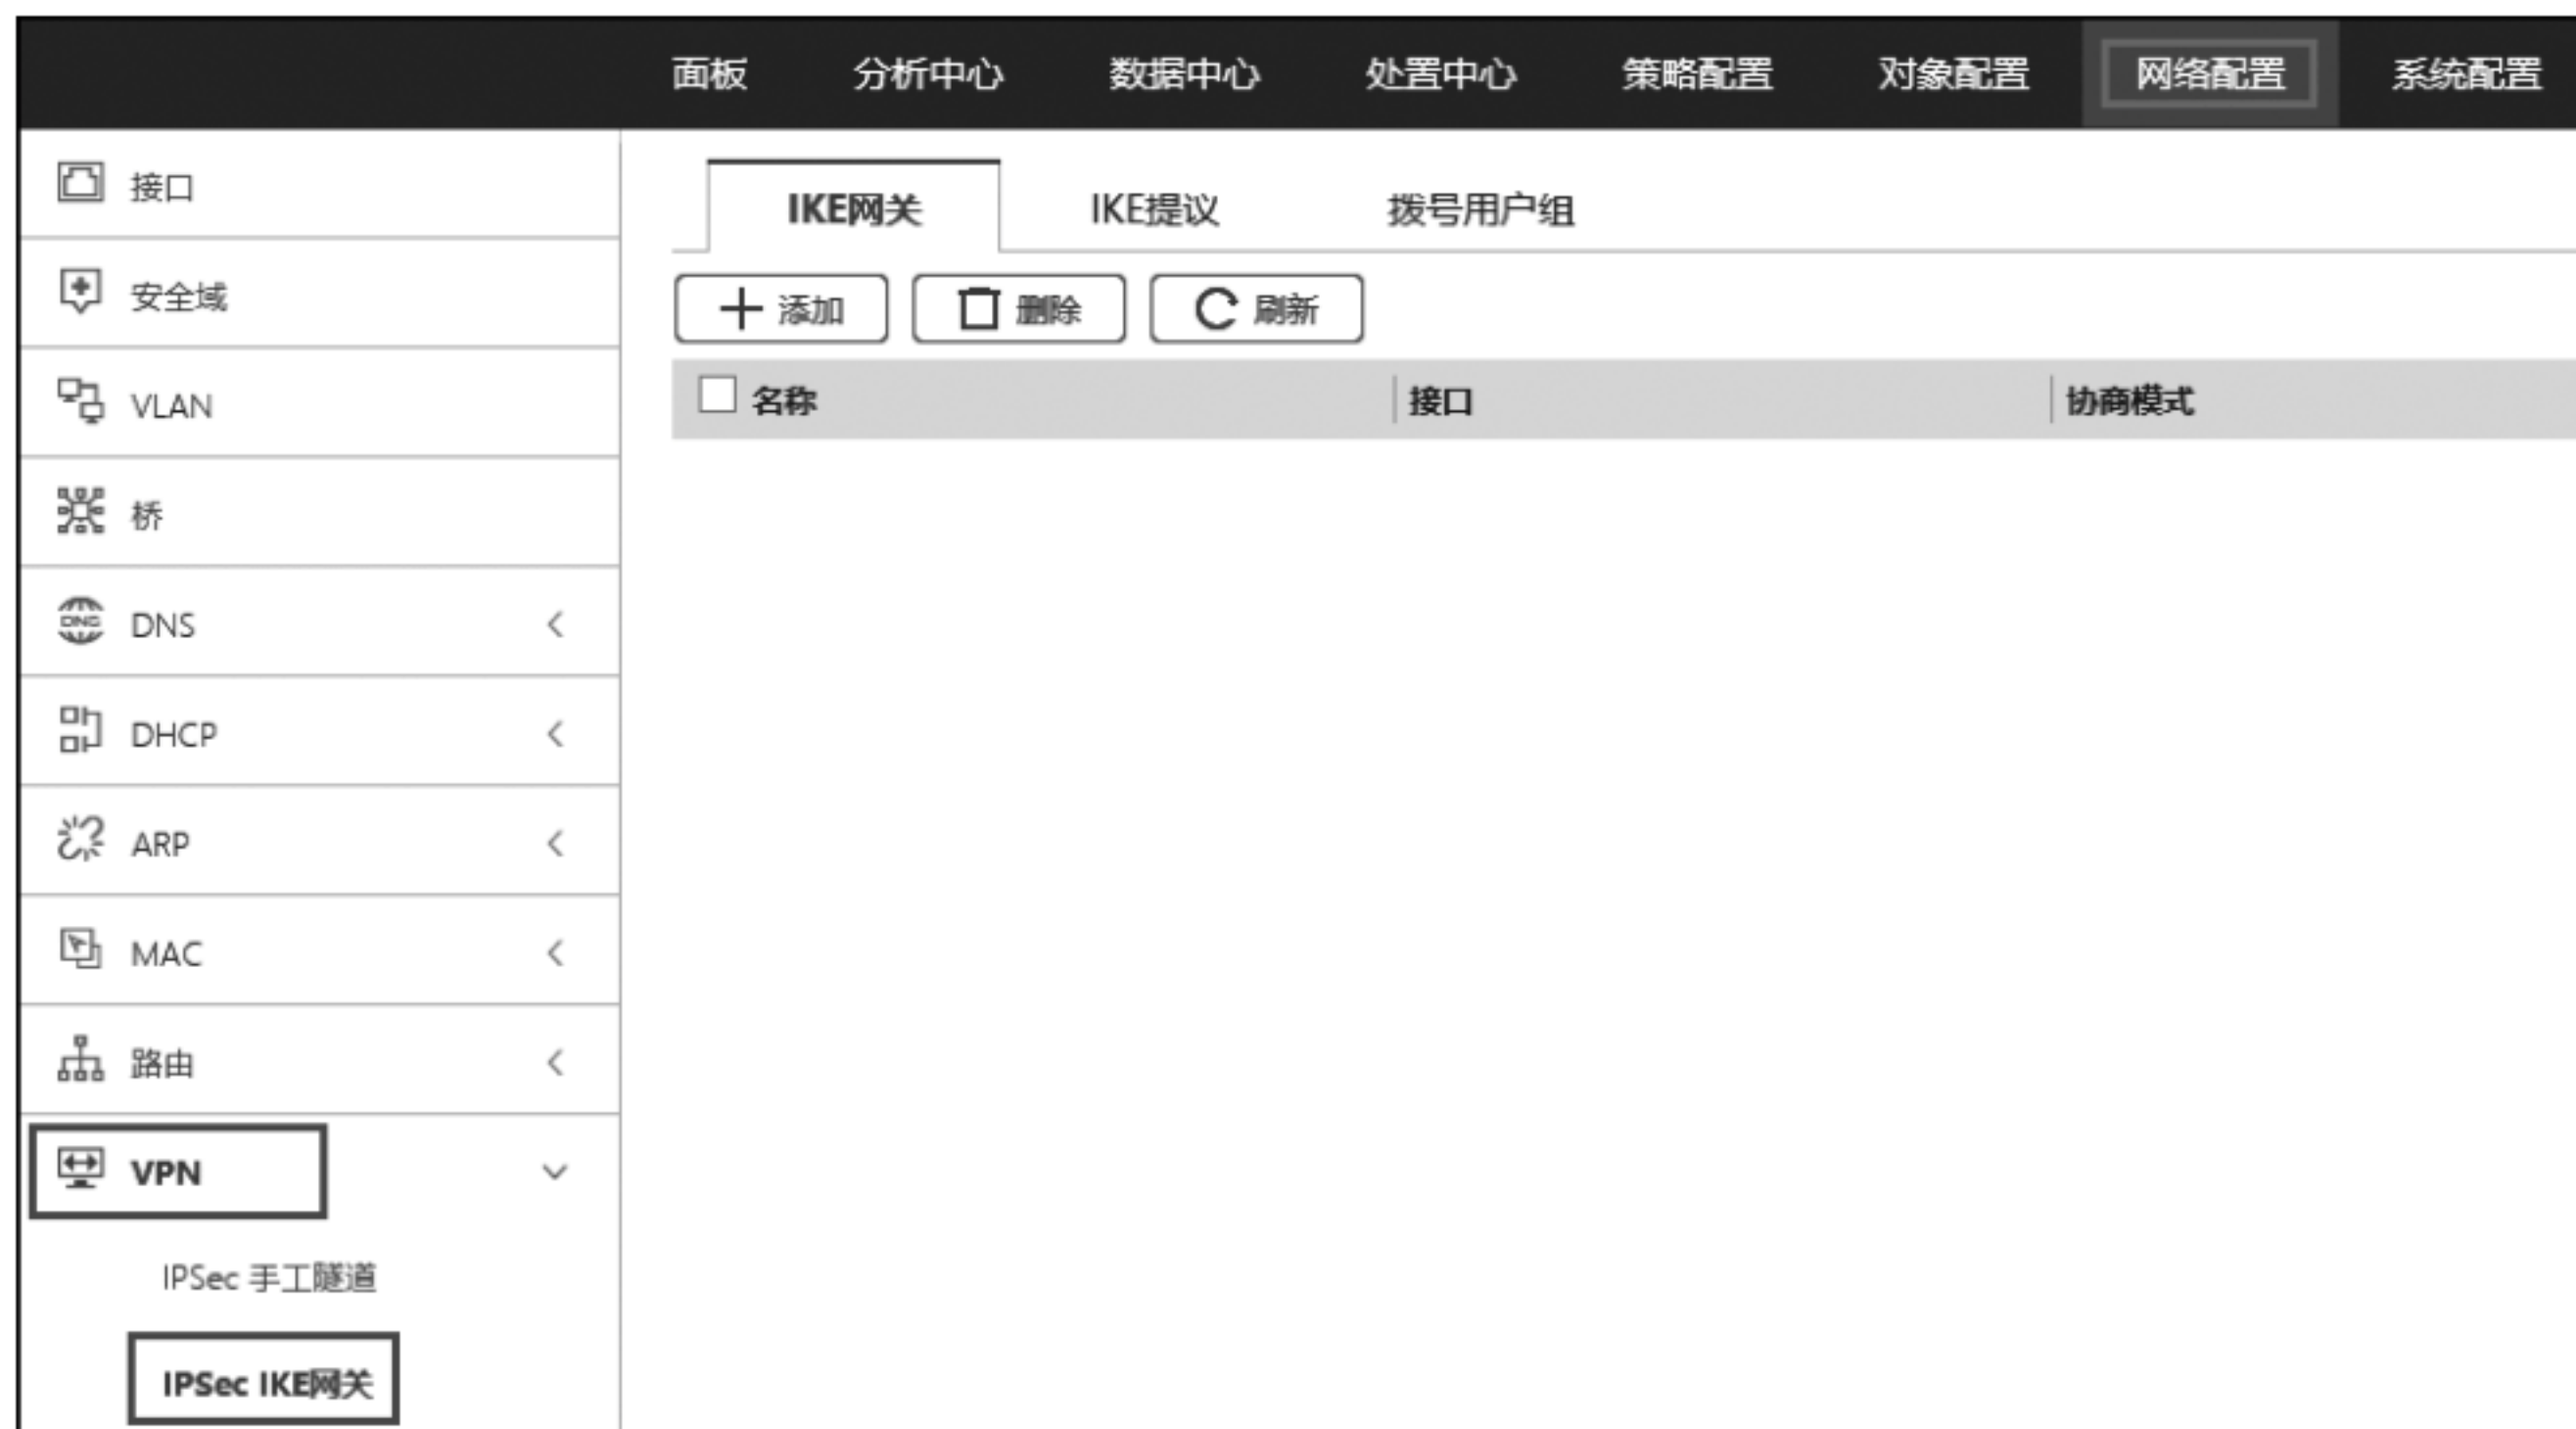 面板 分析中心 数据中心 处置中心 策略配置 对象配置 网络配置 系统配置
接口
安全域
VLAN
桥
DNS
DHCP
ARP
MAC
路由
VPN
IPSec 手工隧道
IPSec IKE网关
IKE网关 IKE提议 拨号用户组
添加 删除 刷新
名称 接口 协商模式